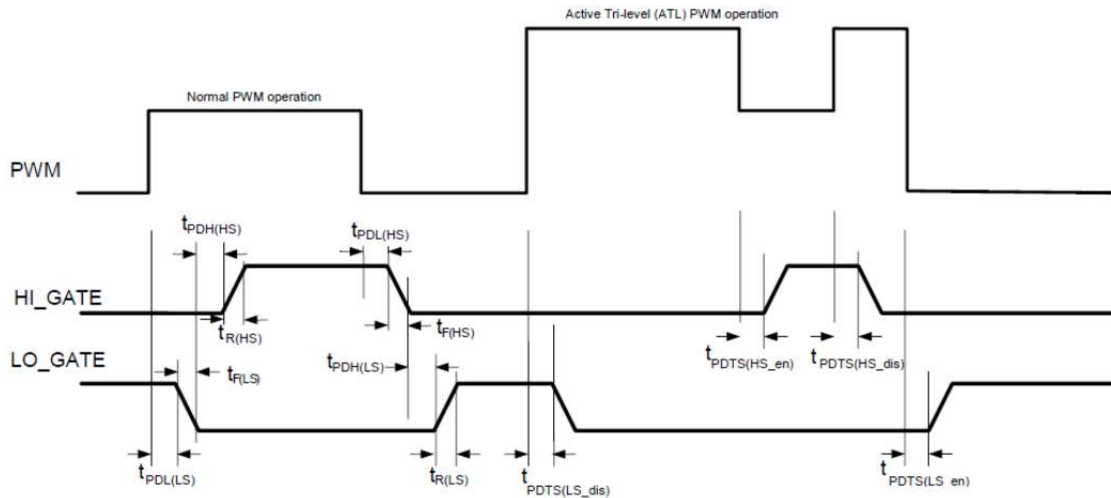 Active Tri-level (ATL) PWM operation
Normal PWM operation
PWM
tPDH(HS)
tPDL(HS)
HI_GATE
tR(HS)
tF(HS)
tPDH(LS)
tPDTS(HS_en)
tPDTS(HS_dis)
LO_GATE
tF(LS)
tPDL(LS)
tR(LS)
tPDTS(LS_dis)
tPDTS(LS_en)